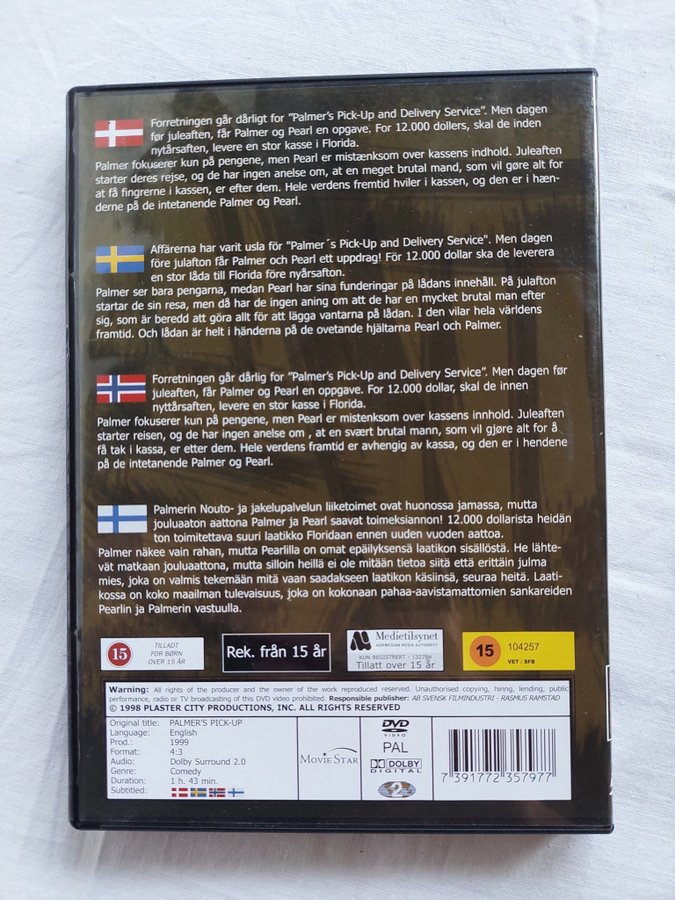 Forretningen går dårligt for "Palmer's Pick-Up and Delivery Service". Men dagen
før juleaften, får Palmer og Pearl en opgave. For 12.000 dollers, skal de inden
nytårsaften, levere en stor kasse i Florida.
Palmer fokuserer kun på pengene, men Pearl er mistænksom over kassens indhold. Juleaften
starter deres rejse, og de har ingen anelse om, at en meget brutal mand, som vil gøre alt for
at få fingrerne i kassen, er efter dem. Hele verdens fremtid hviler i kassen, og den er i hæn-
derne på de intetanende Palmer og Pearl.
Affärerna har varit usla för "Palmer´s Pick-Up and Delivery Service". Men dagen
före julafton får Palmer och Pearl ett uppdrag! För 12.000 dollar ska de leverera
en stor låda till Florida före nyårsafton.
Palmer ser bara pengarna, medan Pearl har sina funderingar på lådans innehåll. På julafton
startar de sin resa, men då har de ingen aning om att de har en mycket brutal man efter
sig, som är beredd att göra allt för att lägga vantarna på lådan. I den vilar hela världens
framtid. Och lådan är helt i händerna på de ovetande hjältarna Pearl och Palmer.
Forretningen går dårlig for "Palmer's Pick-Up and Delivery Service". Men dagen før
juleaften, får Palmer og Pearl en oppgave. For 12.000 dollar, skal de innen
nyttårsaften, levere en stor kasse i Florida.
Palmer fokuserer kun på pengene, men Pearl er mistenksom over kassens innhold. Juleaften
starter reisen, og de har ingen anelse om , at en svært brutal mann, som vil gjøre alt for å
få tak i kassa, er etter dem. Hele verdens framtid er avhengig av kassa, og den er i hendene
på de intetanende Palmer og Pearl.
Palmerin Nouto- ja jakelupalvelun liiketoimet ovat huonossa jamassa, mutta
jouluaaton aattona Palmer ja Pearl saavat toimeksiannon! 12.000 dollarista heidän
ton toimitettava suuri laatikko Floridaan ennen uuden vuoden aattoa.
Palmer näkee vain rahan, mutta Pearlilla on omat epäilyksensä laatikon sisällöstä. He lähte-
vät matkaan jouluaattona, mutta silloin heillä ei ole mitään tietoa siitä että erittäin julma
mies, joka on valmis tekemään mitä vaan saadakseen laatikon käsiinsä, seuraa heitä. Laati-
kossa on koko maailman tulevaisuus, joka on kokonaan pahaa-aavistamattomien sankareiden
Pearlin ja Palmerin vastuulla.
15
TILLADT
FOR BØRN
OVER 15 ÅR
Rek. från 15 år
Medietilsynet
NORWEGIAN MEDIA AUTHORITY
KUN REGISTRERT - 132784
Tillatt over 15 år
15
104257
VET / SFB
Warning: All rights of the producer and the owner of the work reproduced reserved. Unauthorised copying, hiring, lending, public
performance, radio or TV broadcasting of this DVD video prohibited. Responsible publisher: AB SVENSK FILMINDUSTRI - RASMUS RAMSTAD
© 1998 PLASTER CITY PRODUCTIONS, INC. ALL RIGHTS RESERVED
Original title: PALMER'S PICK-UP
Language: English
Prod.: 1999
Format: 4:3
Audio: Dolby Surround 2.0
Genre: Comedy
Duration: 1 h. 43 min.
Subtitled:
MOVIE STAR
DVD
VIDEO
PAL
DOLBY
DIGITAL
2
7 391772 357977